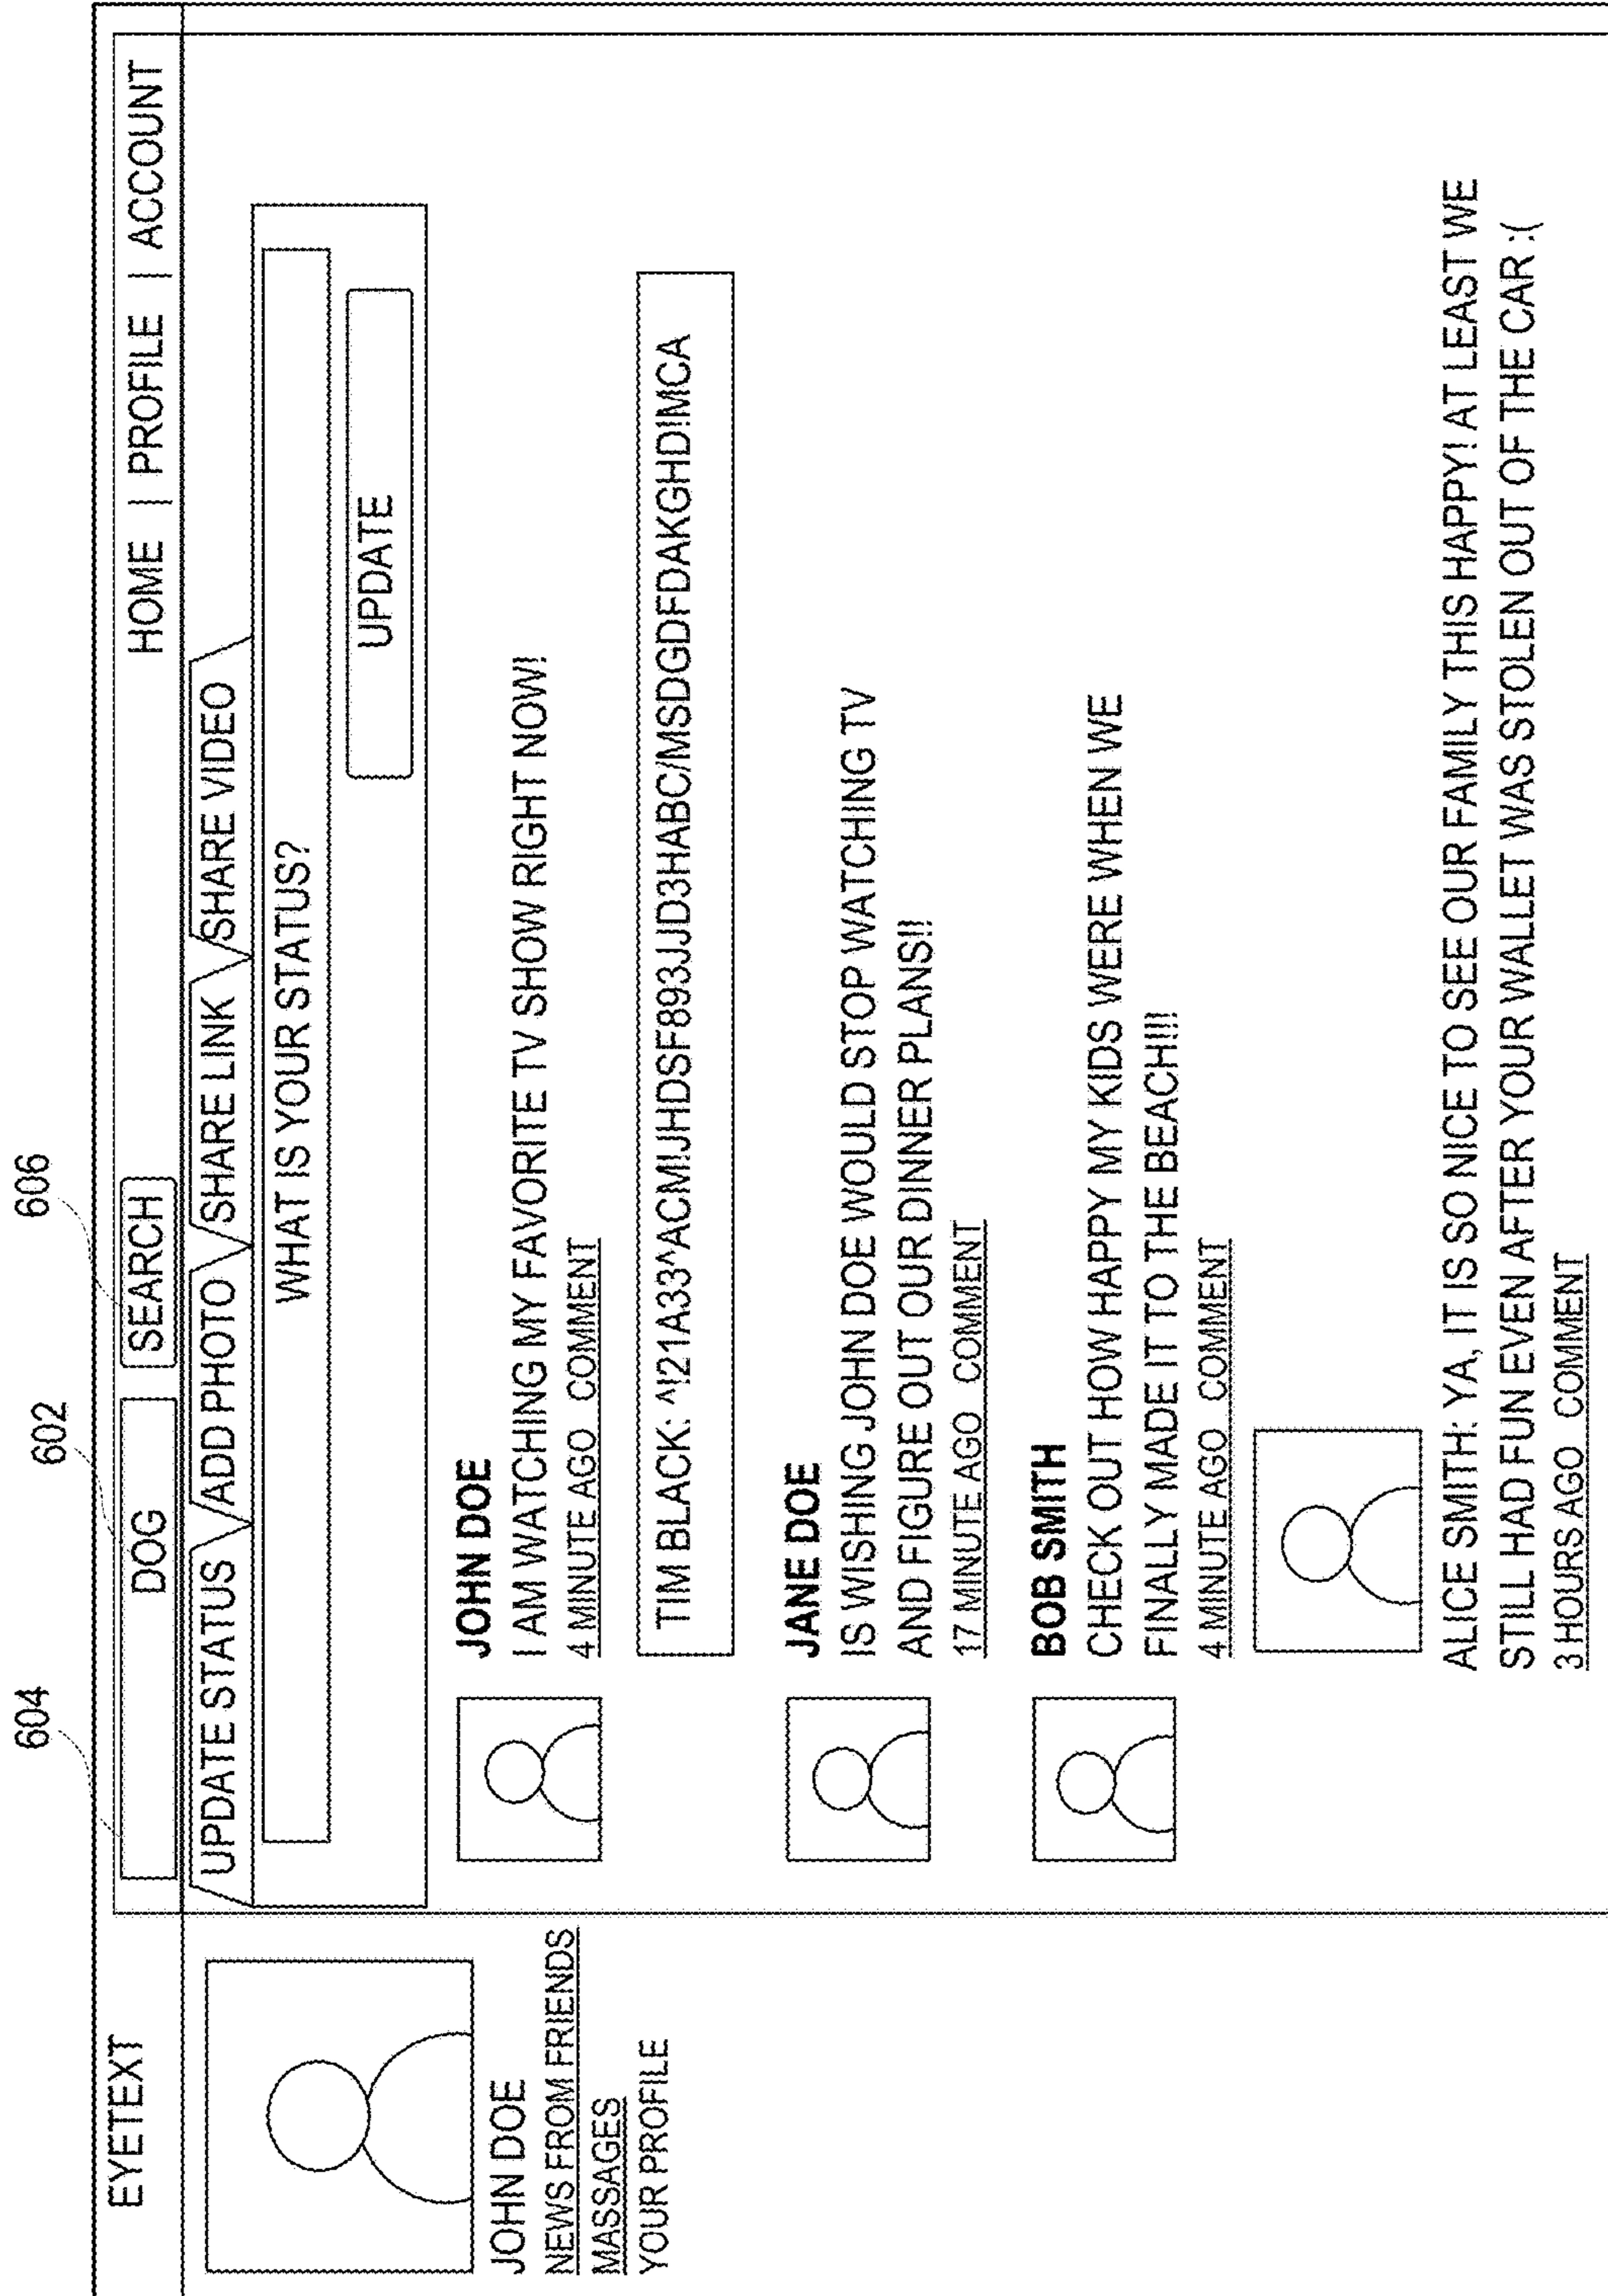 604
602
606
EYETEXT
DOG
SEARCH
HOME | PROFILE | ACCOUNT
UPDATE STATUS
ADD PHOTO
SHARE LINK
SHARE VIDEO
WHAT IS YOUR STATUS?
UPDATE
JOHN DOE
NEWS FROM FRIENDS
MASSAGES
YOUR PROFILE
JOHN DOE
I AM WATCHING MY FAVORITE TV SHOW RIGHT NOW!
4 MINUTE AGO COMMENT
TIM BLACK: ^!21A33^ACM!JHDSF893JJD3HABC/MSDGDFDAKGHD!MCA
JANE DOE
IS WISHING JOHN DOE WOULD STOP WATCHING TV
AND FIGURE OUT OUR DINNER PLANS!!
17 MINUTE AGO COMMENT
BOB SMITH
CHECK OUT HOW HAPPY MY KIDS WERE WHEN WE
FINALLY MADE IT TO THE BEACH!!!
4 MINUTE AGO COMMENT
ALICE SMITH: YA, IT IS SO NICE TO SEE OUR FAMILY THIS HAPPY! AT LEAST WE
STILL HAD FUN EVEN AFTER YOUR WALLET WAS STOLEN OUT OF THE CAR :(
3 HOURS AGO COMMENT